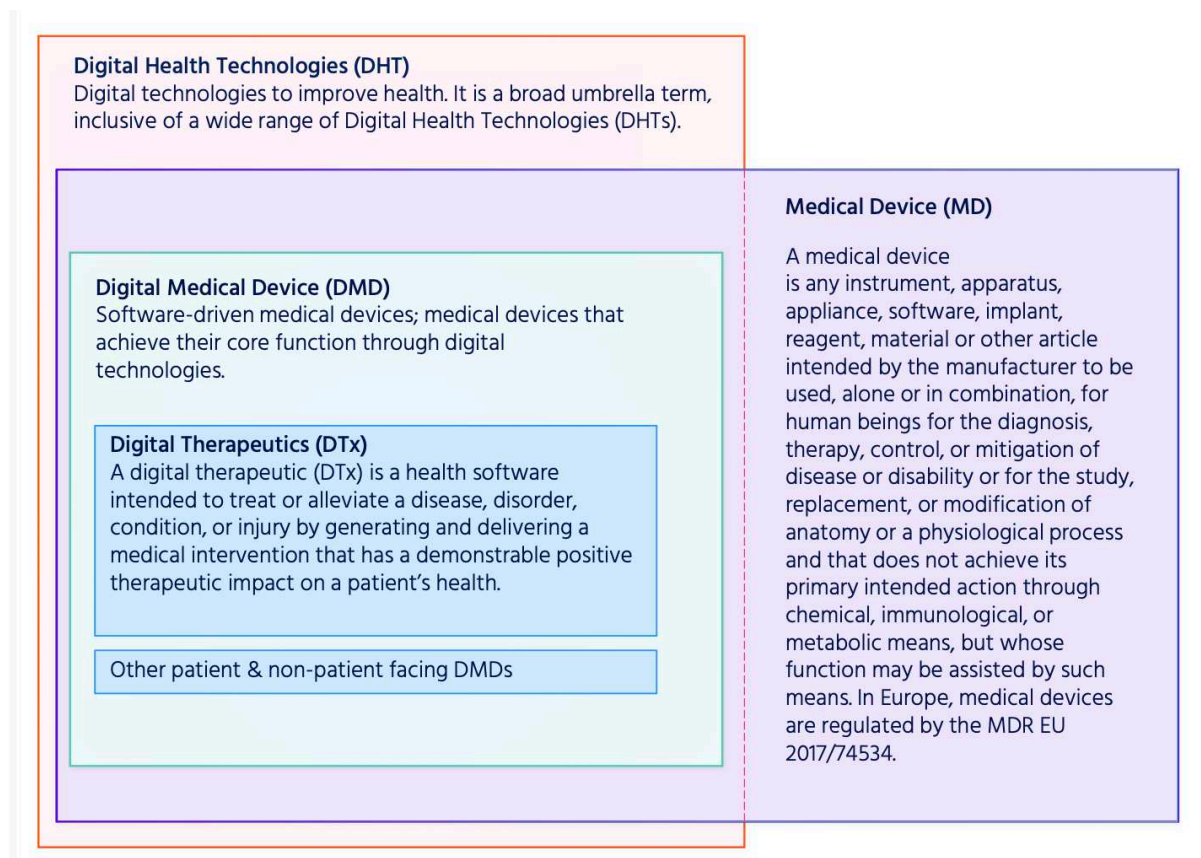 Digital Health Technologies (DHT)
Digital technologies to improve health. It is a broad umbrella term,
inclusive of a wide range of Digital Health Technologies (DHTs).
Digital Medical Device (DMD)
Software-driven medical devices; medical devices that
achieve their core function through digital
technologies.
Digital Therapeutics (DTx)
A digital therapeutic (DTx) is a health software
intended to treat or alleviate a disease, disorder,
condition, or injury by generating and delivering a
medical intervention that has a demonstrable positive
therapeutic impact on a patient’s health.
Other patient & non-patient facing DMDs
Medical Device (MD)
A medical device
is any instrument, apparatus,
appliance, software, implant,
reagent, material or other article
intended by the manufacturer to be
used, alone or in combination, for
human beings for the diagnosis,
therapy, control, or mitigation of
disease or disability or for the study,
replacement, or modification of
anatomy or a physiological process
and that does not achieve its
primary intended action through
chemical, immunological, or
metabolic means, but whose
function may be assisted by such
means. In Europe, medical devices
are regulated by the MDR EU
2017/74534.